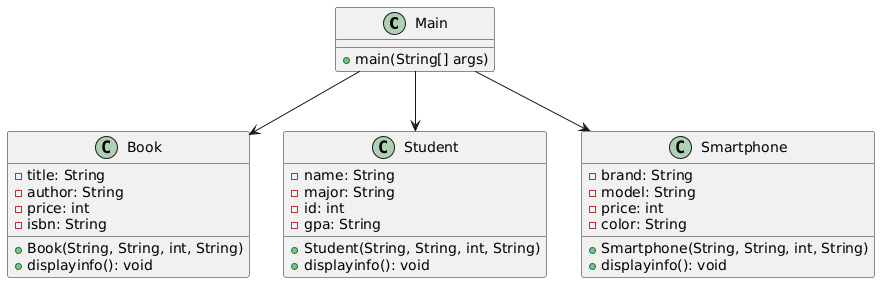 C Main
main(String[] args)
C Book
title: String
author: String
price: int
isbn: String
Book(String, String, int, String)
displayinfo(): void
C Student
name: String
major: String
id: int
gpa: String
Student(String, String, int, String)
displayinfo(): void
C Smartphone
brand: String
model: String
price: int
color: String
Smartphone(String, String, int, String)
displayinfo(): void